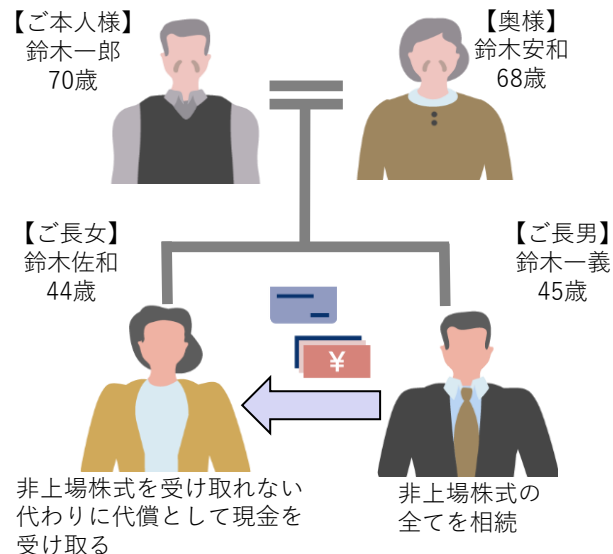 【ご本人様】
鈴木一郎
70歳
【奥様】
鈴木安和
68歳
【ご長女】
鈴木佐和
44歳
【ご長男】
鈴木一義
45歳
¥
非上場株式を受け取れない
代わりに代償として現金を
受け取る
非上場株式の
全てを相続